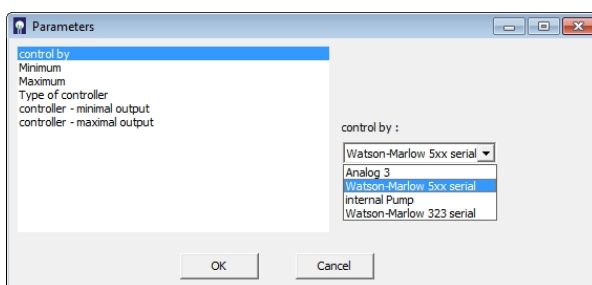 Parameters
control by
Minimum
Maximum
Type of controller
controller - minimal output
controller - maximal output
control by :
Watson-Marlow 5xx serial
Analog 3
Watson-Marlow 5xx serial
internal Pump
Watson-Marlow 323 serial
OK
Cancel